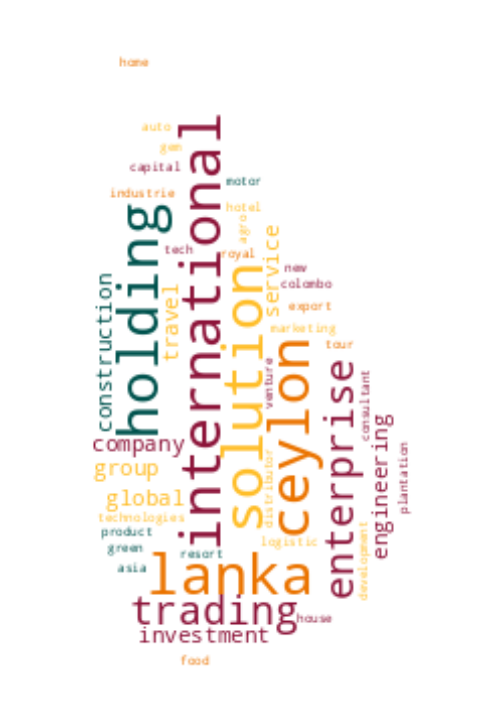 home
auto
gem
capital
international
motor
industrie
holding
hotel
agro
tech
royal
service
new
construction
travel
solution
colombo
export
marketing
ceylon
tour
venture
enterprise
consultant
company
engineering
plantation
group
distributor
global
technologies
product
development
green
logistic
resort
asia
lanka
trading
house
investment
food